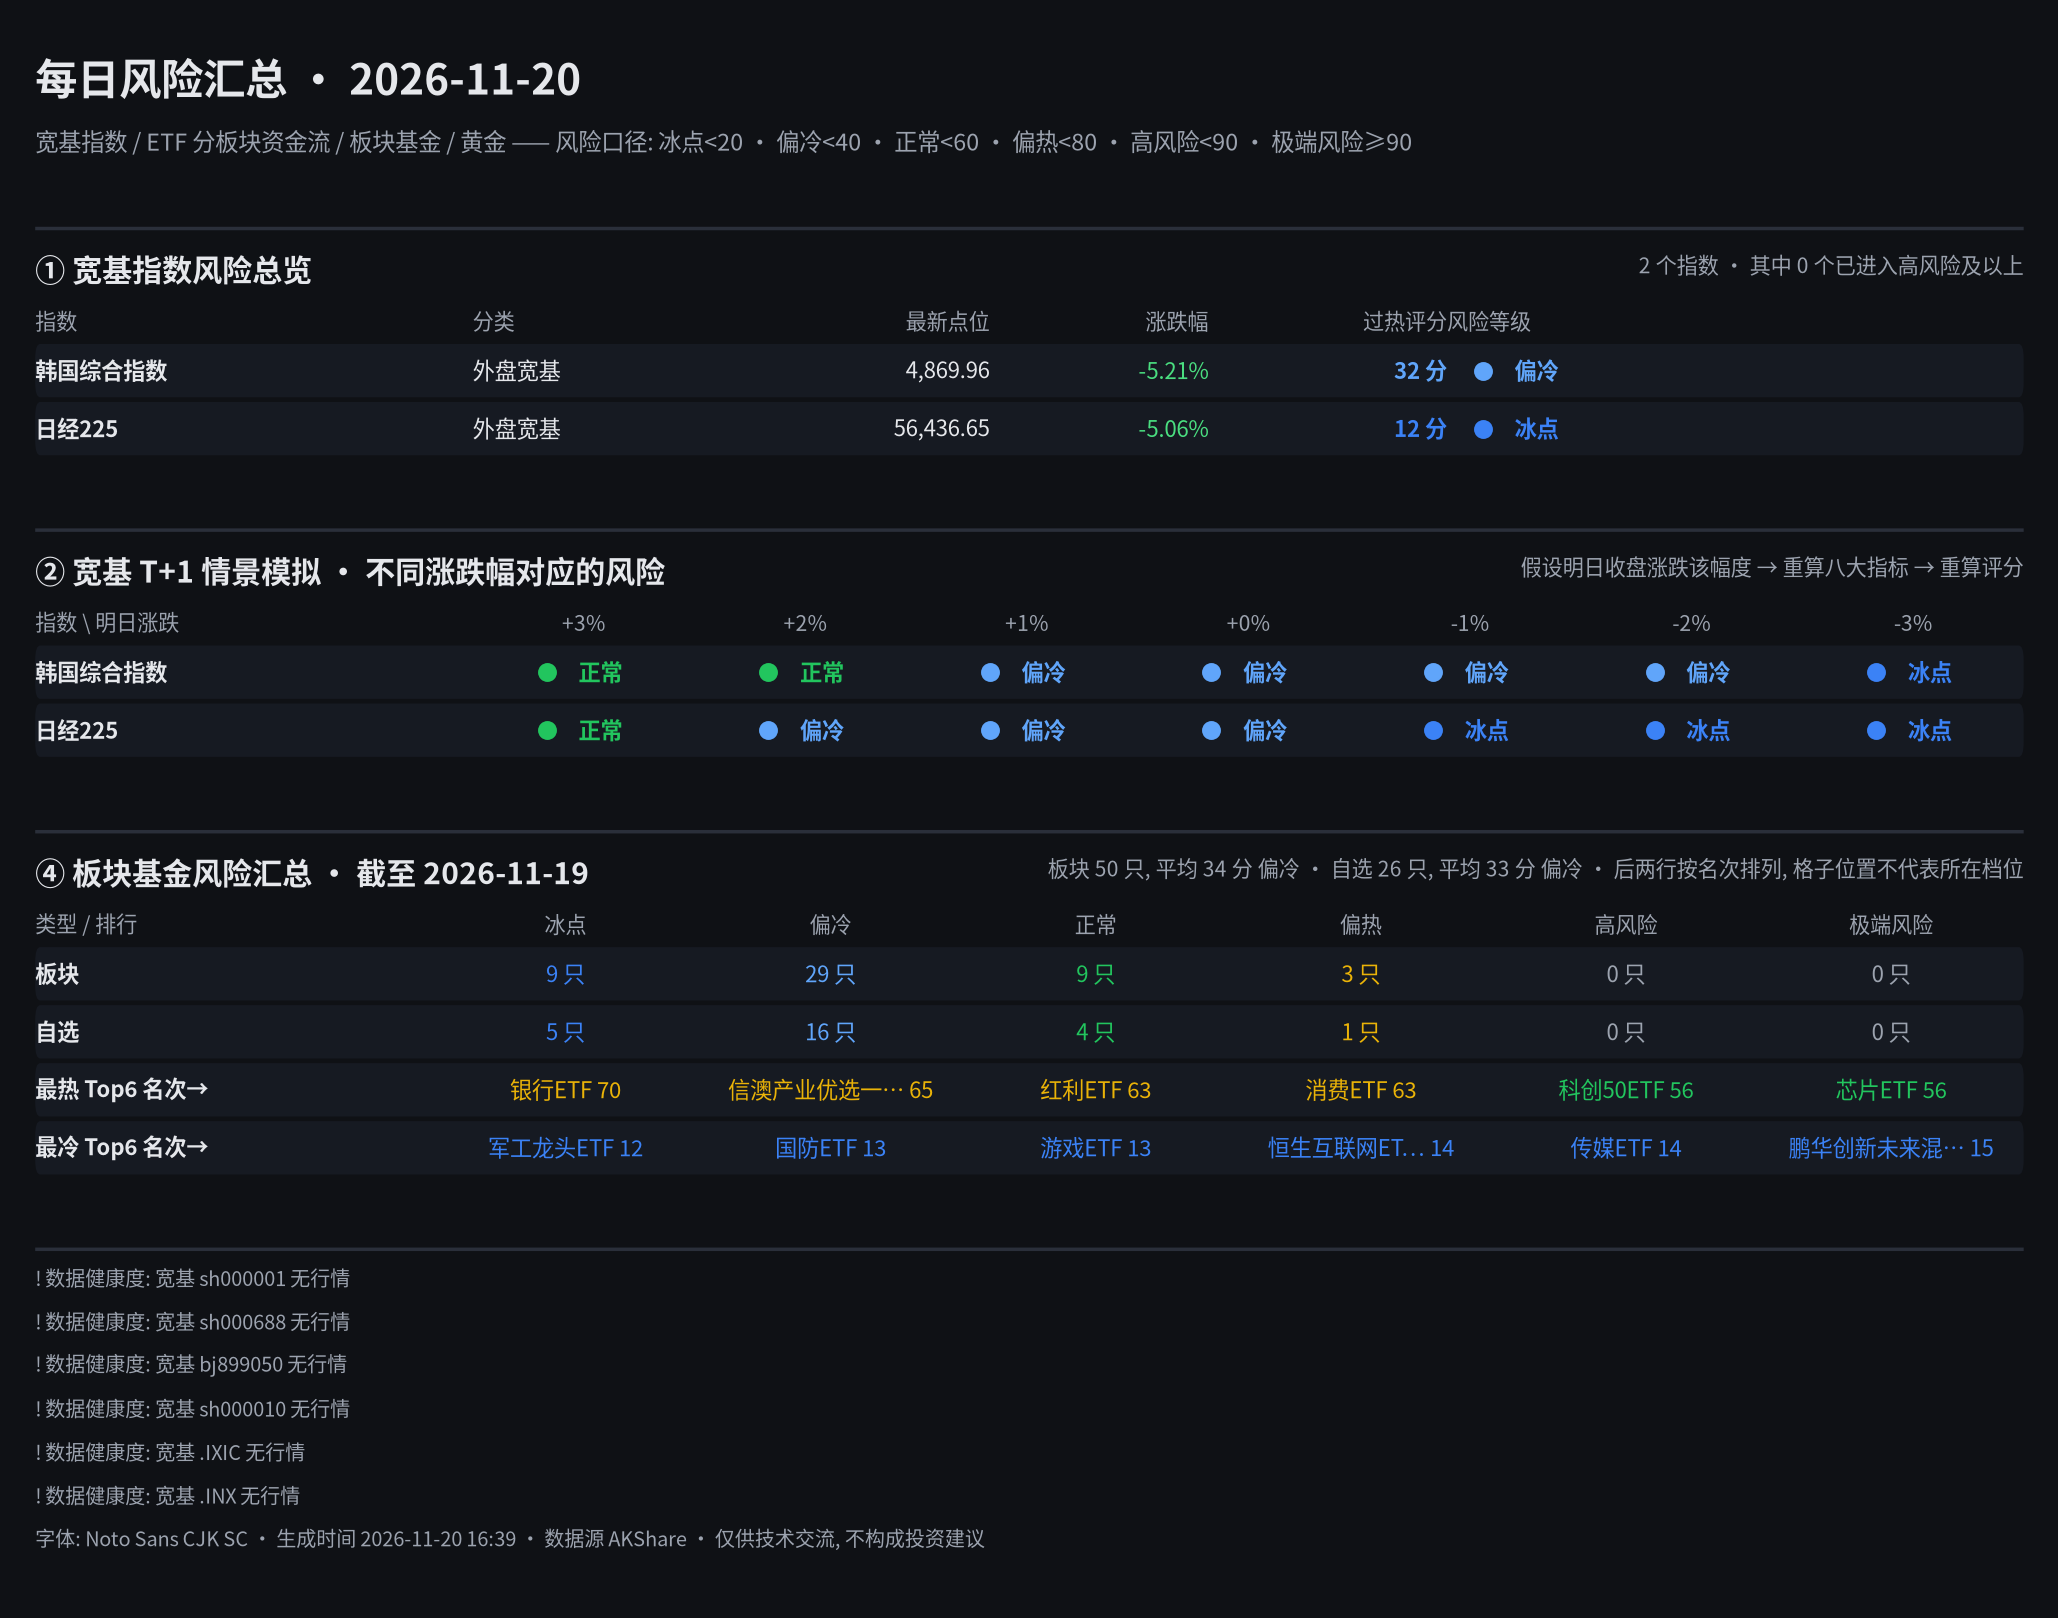 每日风险汇总 · 2026-11-20
宽基指数 / ETF 分板块资金流 / 板块基金 / 黄金 —— 风险口径: 冰点<20 · 偏冷<40 · 正常<60 · 偏热<80 · 高风险<90 · 极端风险≥90
① 宽基指数风险总览 2 个指数 · 其中 0 个已进入高风险及以上
指数 分类 最新点位 涨跌幅 过热评分 风险等级
韩国综合指数 外盘宽基 4,869.96 -5.21% 32 分 偏冷
日经225 外盘宽基 56,436.65 -5.06% 12 分 冰点
② 宽基 T+1 情景模拟 · 不同涨跌幅对应的风险 假设明日收盘涨跌该幅度 → 重算八大指标 → 重算评分
指数 \ 明日涨跌 +3% +2% +1% +0% -1% -2% -3%
韩国综合指数 正常 正常 偏冷 偏冷 偏冷 偏冷 冰点
日经225 正常 偏冷 偏冷 偏冷 冰点 冰点 冰点
④ 板块基金风险汇总 · 截至 2026-11-19 板块 50 只, 平均 34 分 偏冷 · 自选 26 只, 平均 33 分 偏冷 · 后两行按名次排列, 格子位置不代表所在档位
类型 / 排行 冰点 偏冷 正常 偏热 高风险 极端风险
板块 9 只 29 只 9 只 3 只 0 只 0 只
自选 5 只 16 只 4 只 1 只 0 只 0 只
最热 Top6 名次→ 银行ETF 70 信澳产业优选一… 65 红利ETF 63 消费ETF 63 科创50ETF 56 芯片ETF 56
最冷 Top6 名次→ 军工龙头ETF 12 国防ETF 13 游戏ETF 13 恒生互联网ET… 14 传媒ETF 14 鹏华创新未来混… 15
! 数据健康度: 宽基 sh000001 无行情
! 数据健康度: 宽基 sh000688 无行情
! 数据健康度: 宽基 bj899050 无行情
! 数据健康度: 宽基 sh000010 无行情
! 数据健康度: 宽基 .IXIC 无行情
! 数据健康度: 宽基 .INX 无行情
字体: Noto Sans CJK SC · 生成时间 2026-11-20 16:39 · 数据源 AKShare · 仅供技术交流, 不构成投资建议